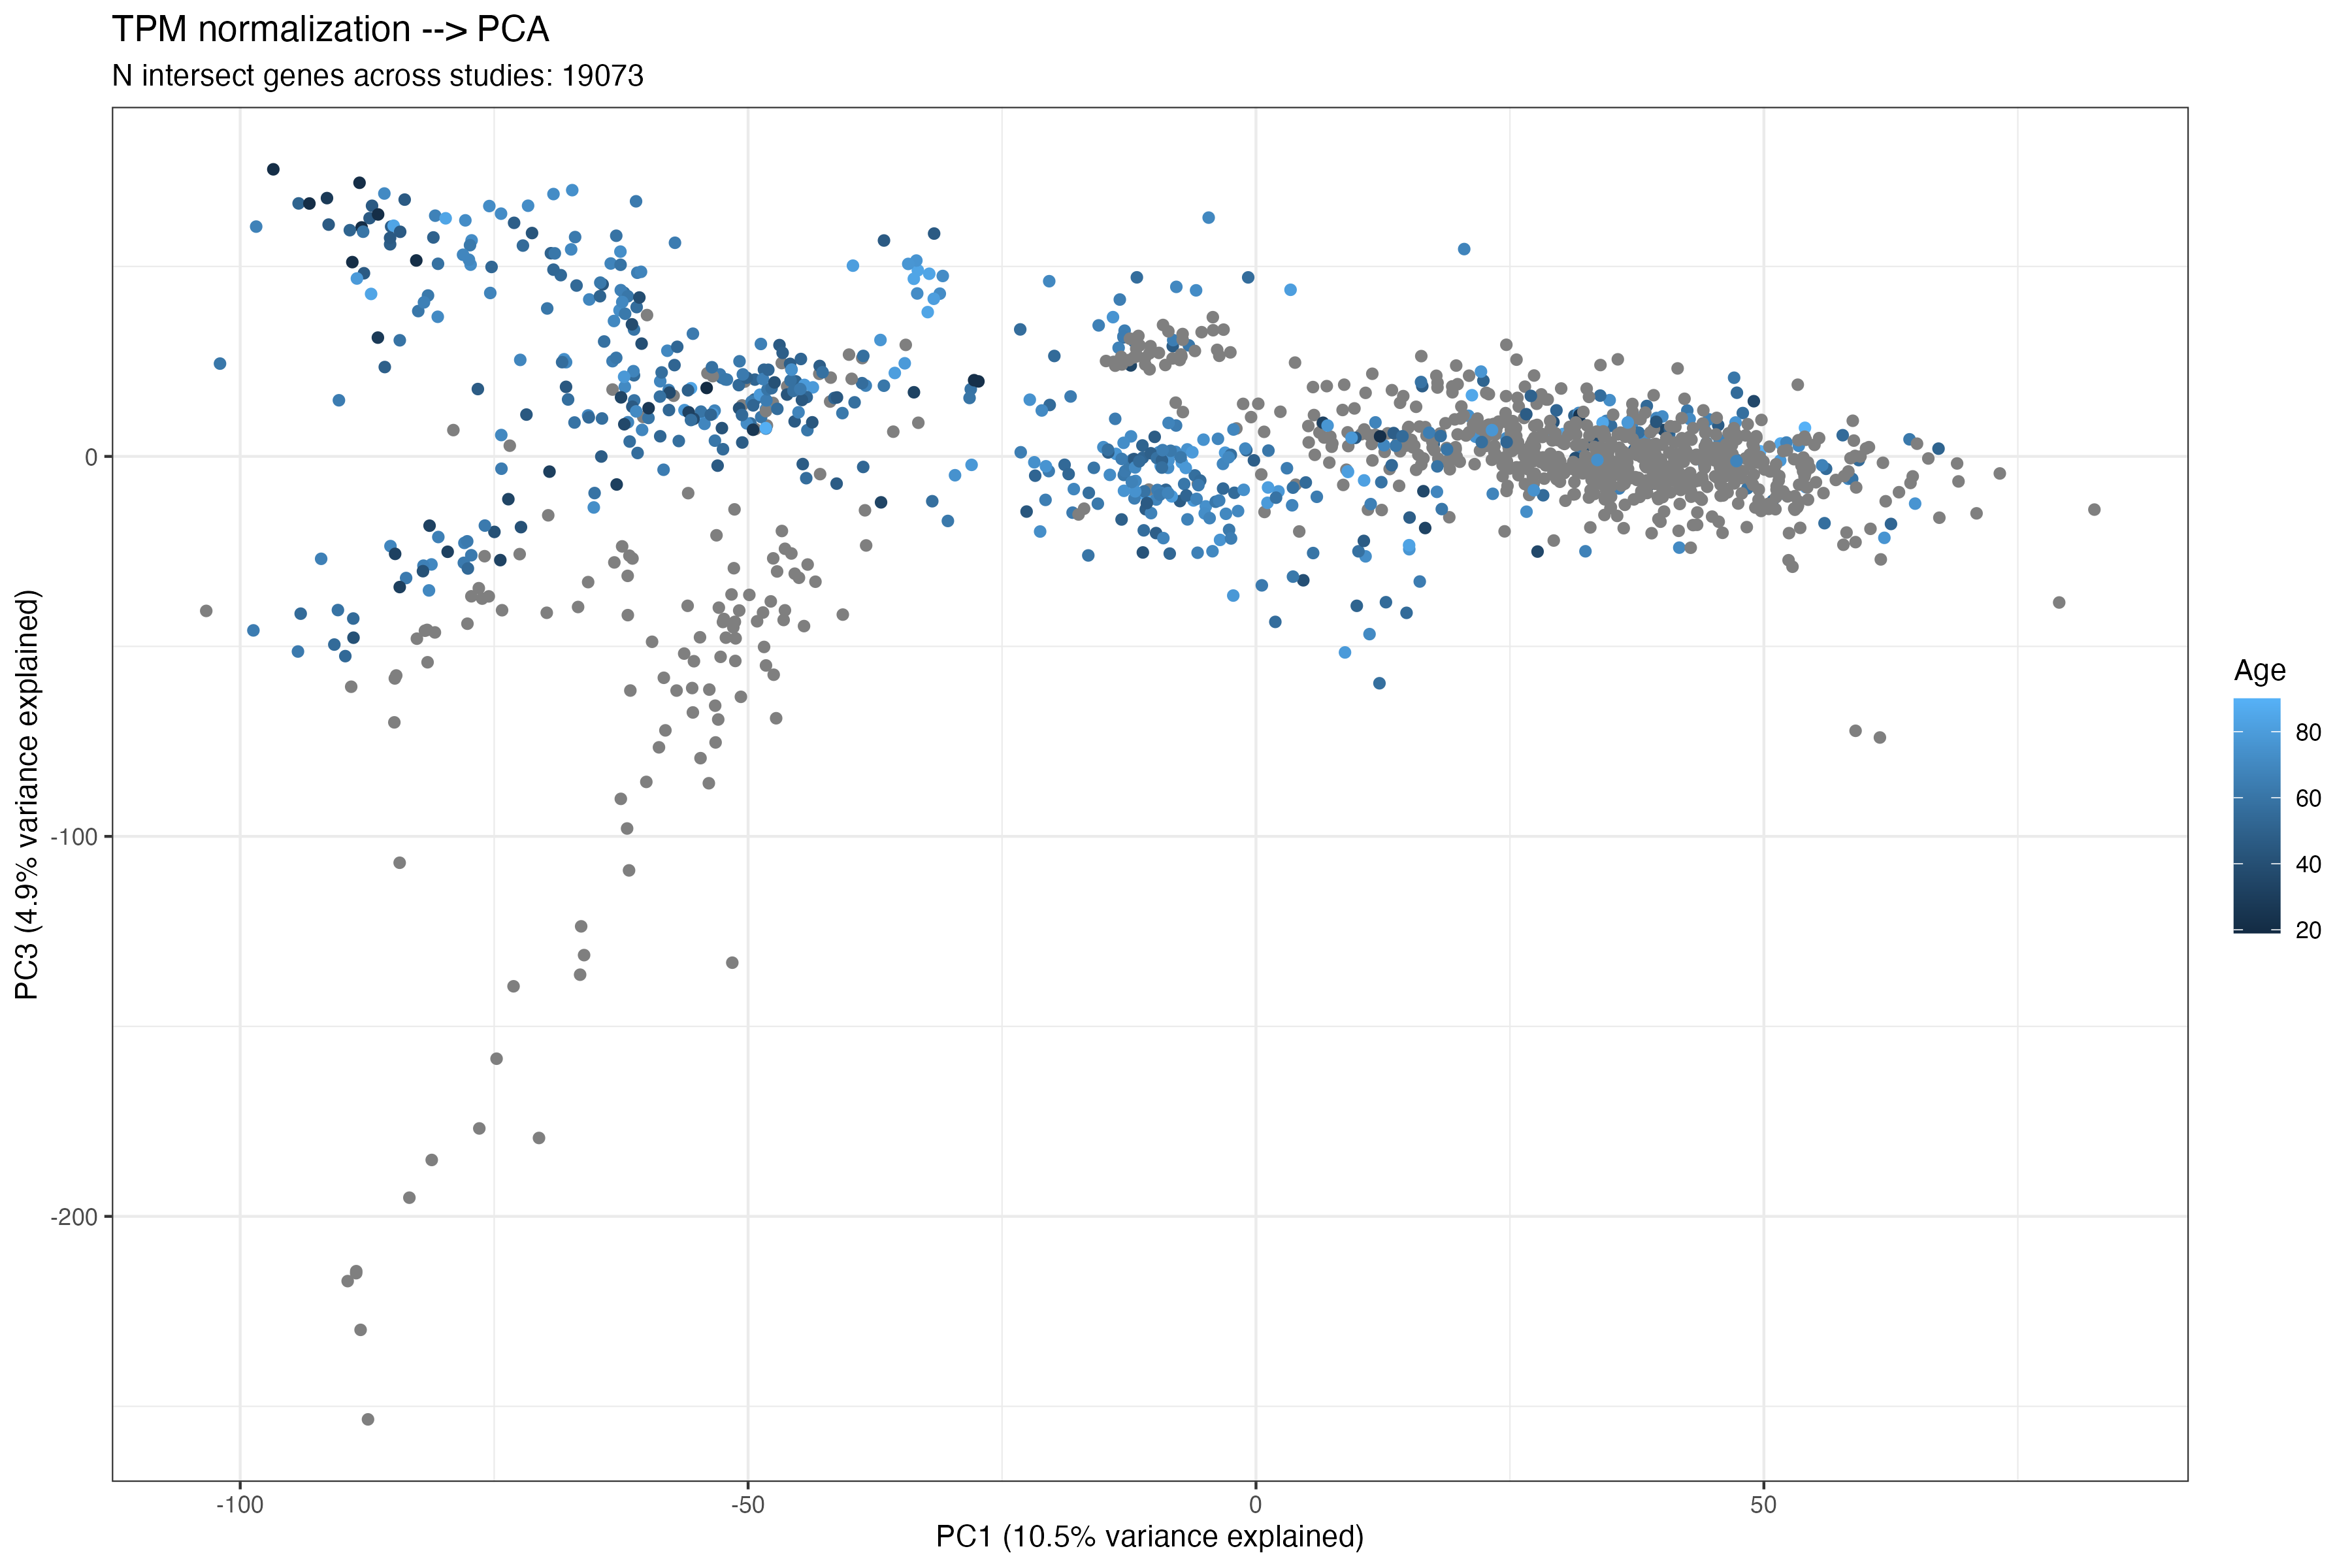 TPM normalization --> PCA
N intersect genes across studies: 19073
PC3 (4.9% variance explained)
0
-100
-200
-100
-50
0
50
PC1 (10.5% variance explained)
Age
80
60
40
20